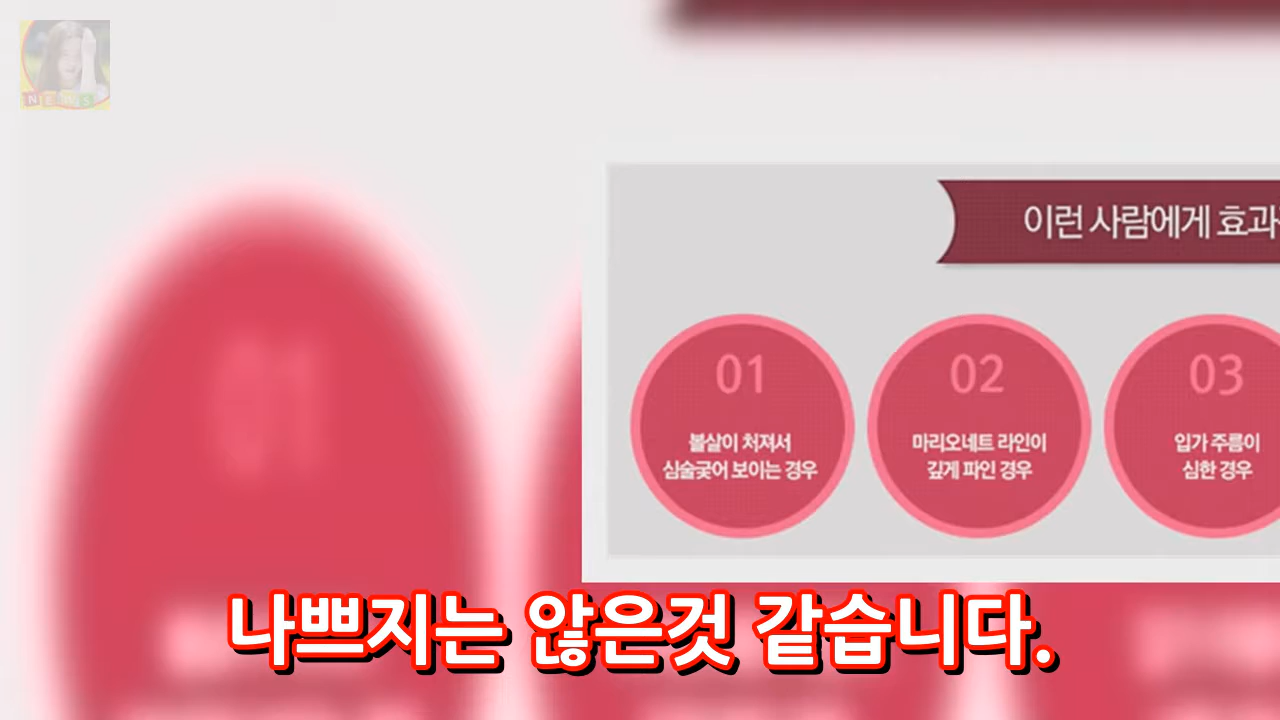 NEWS
이런 사람에게 효과
01
볼살이 처져서
심술궂어 보이는 경우
02
마리오네트 라인이
깊게 파인 경우
03
입가 주름이
심한 경우
나쁘지는 않은것 같습니다.